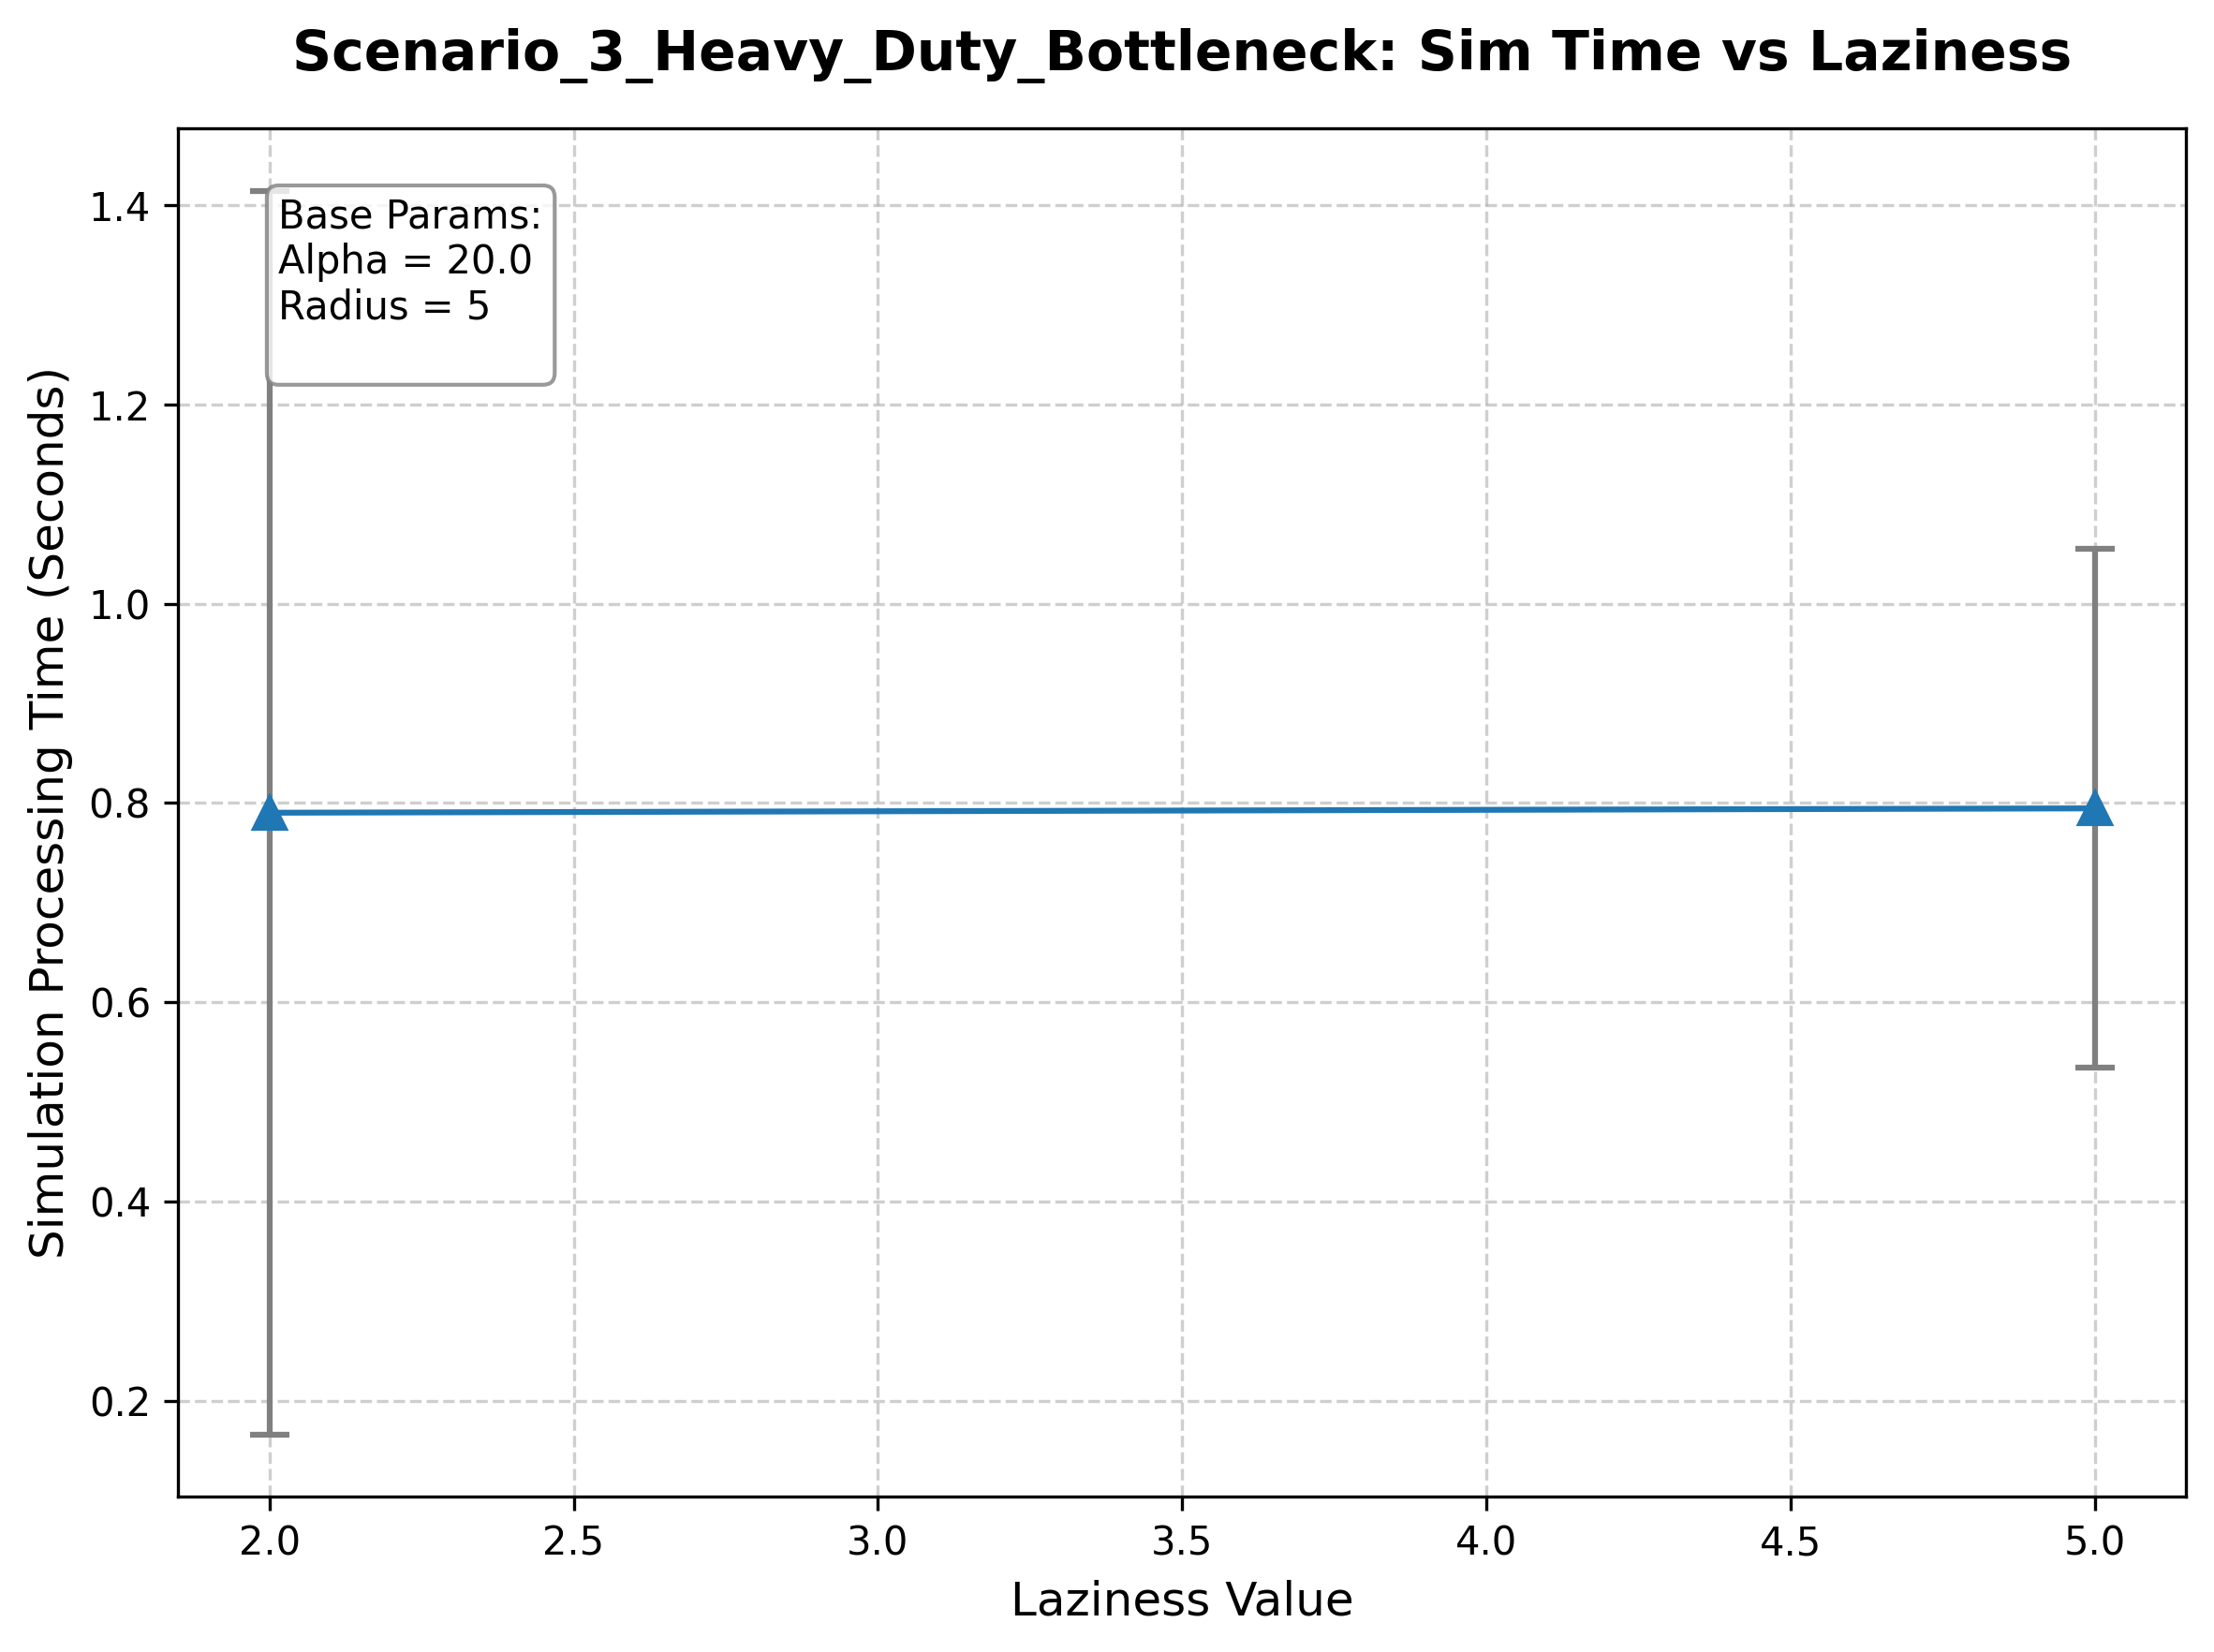 Scenario_3_Heavy_Duty_Bottleneck: Sim Time vs Laziness
Simulation Processing Time (Seconds)
1.4
1.2
1.0
0.8
0.6
0.4
0.2
Base Params:
Alpha = 20.0
Radius = 5
2.0 2.5 3.0 3.5 4.0 4.5 5.0
Laziness Value